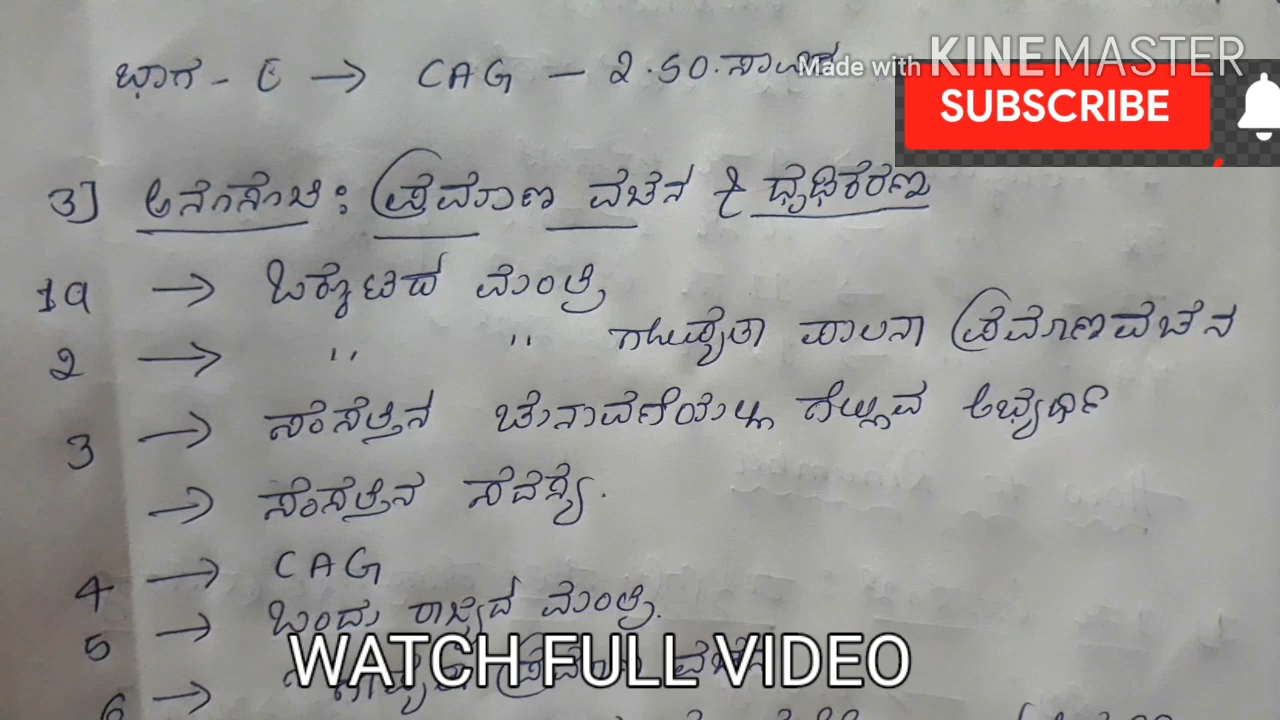 ಭಾಗ - E → CAG - 2.50.
Made with KINEMASTER
SUBSCRIBE
3] ಅನುಸೂಚಿ : ಪ್ರಮಾಣ ವಚನ & ಧೃಢಿಕರಣ
1a → ಒಕ್ಕೂಟದ ಮಂತ್ರಿ
2 → " " ಗೌಪ್ಯತಾ ಪಾಲನಾ ಪ್ರಮಾಣವಚನ
3 → ಸಂಸತ್ತಿನ ಚುನಾವಣೆಯಲ್ಲಿ ಗೆಲ್ಲುವ ಅಭ್ಯರ್ಥಿ
→ ಸಂಸತ್ತಿನ ಸದಸ್ಯ.
4 → CAG
5 → ಒಂದು ರಾಜ್ಯದ ಮಂತ್ರಿ.
WATCH FULL VIDEO
6 →